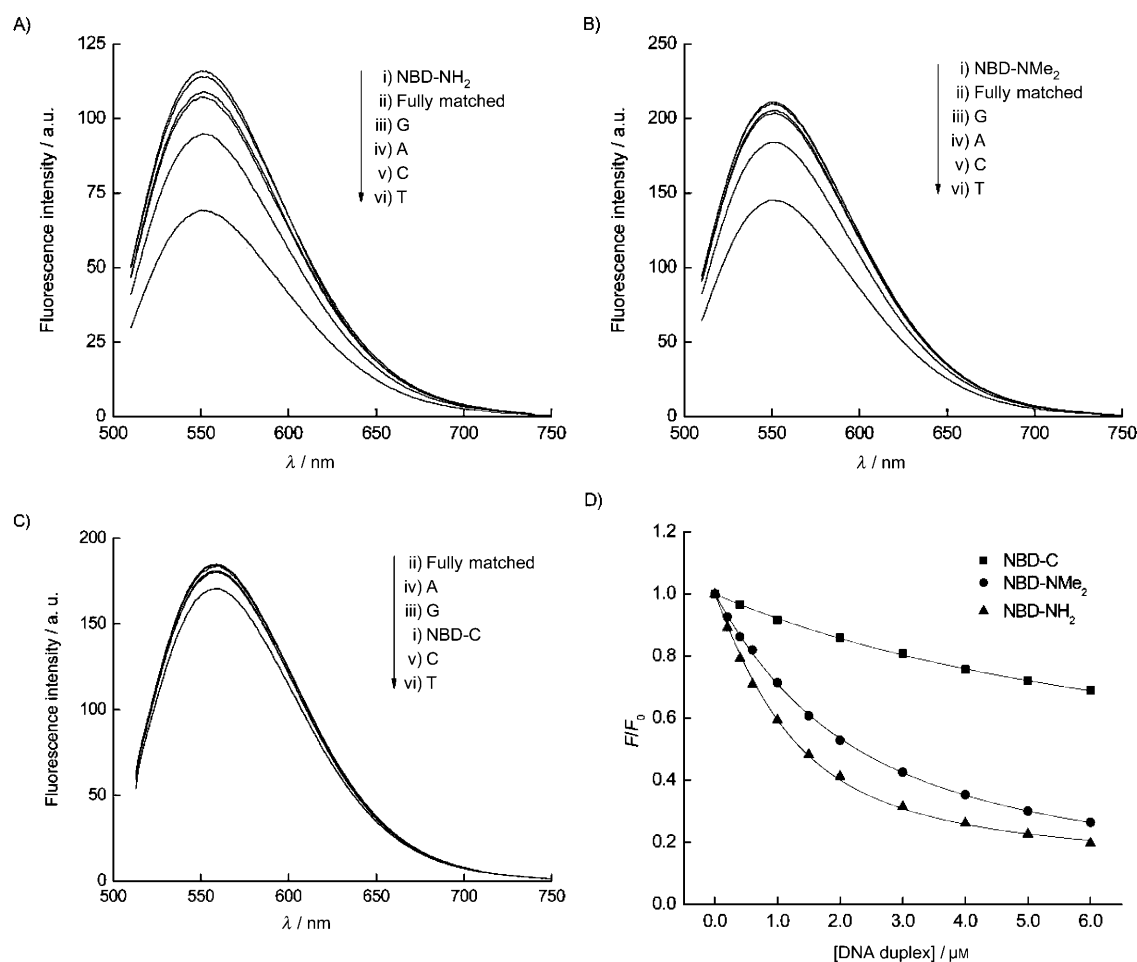 A)
125
100
75
50
25
0
Fluorescence intensity / a.u.
i) NBD-NH₂
ii) Fully matched
iii) G
iv) A
v) C
vi) T
500 550 600 650 700 750
λ / nm
B)
250
200
150
100
50
0
Fluorescence intensity / a.u.
i) NBD-NMe₂
ii) Fully matched
iii) G
iv) A
v) C
vi) T
500 550 600 650 700 750
λ / nm
C)
200
150
100
50
0
Fluorescence intensity / a. u.
ii) Fully matched
iv) A
iii) G
i) NBD-C
v) C
vi) T
500 550 600 650 700 750
λ / nm
D)
1.2
1.0
0.8
0.6
0.4
0.2
0.0
F/F₀
NBD-C
NBD-NMe₂
NBD-NH₂
0.0 1.0 2.0 3.0 4.0 5.0 6.0
[DNA duplex] / μM